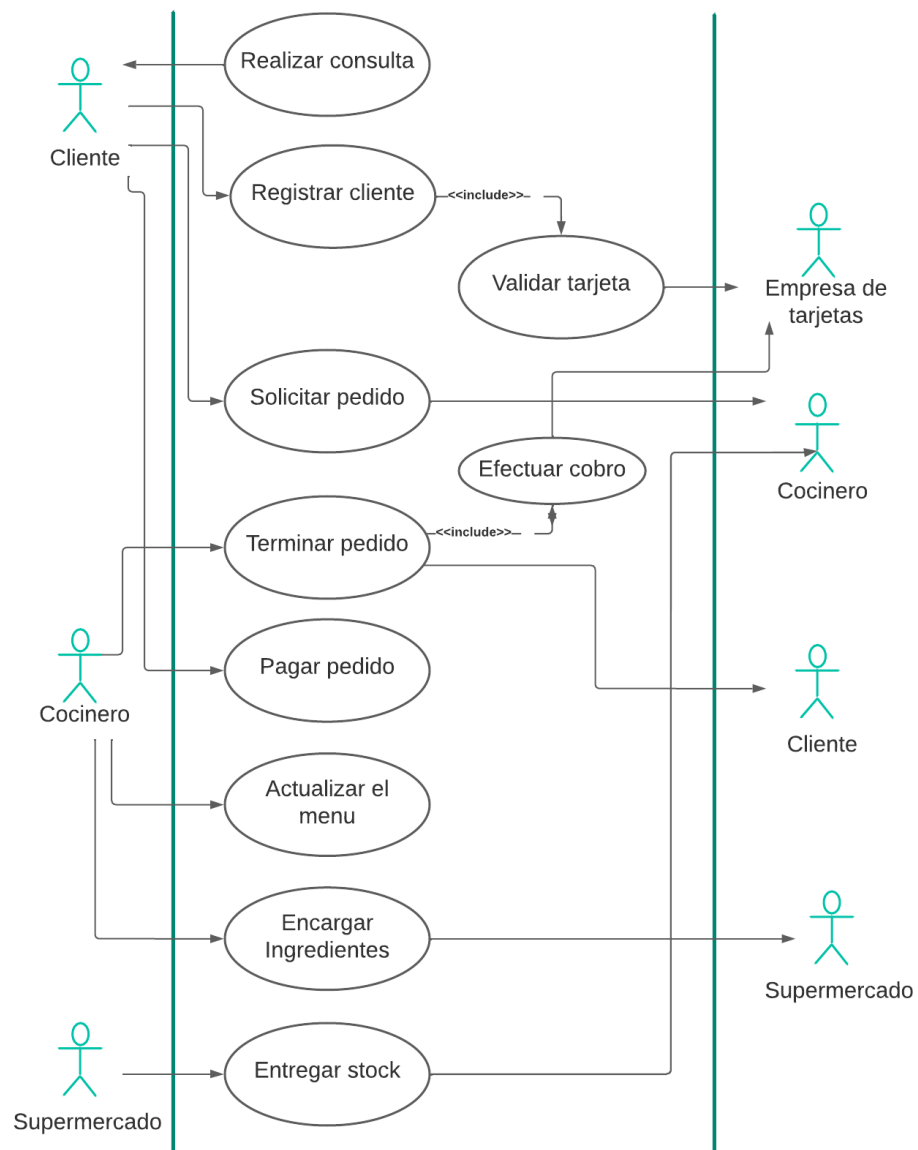 Realizar consulta
Cliente
Registrar cliente
<<include>>
Validar tarjeta
Empresa de
tarjetas
Solicitar pedido
Efectuar cobro
Cocinero
Terminar pedido
<<include>>
Pagar pedido
Cocinero
Cliente
Actualizar el
menu
Encargar
Ingredientes
Supermercado
Entregar stock
Supermercado